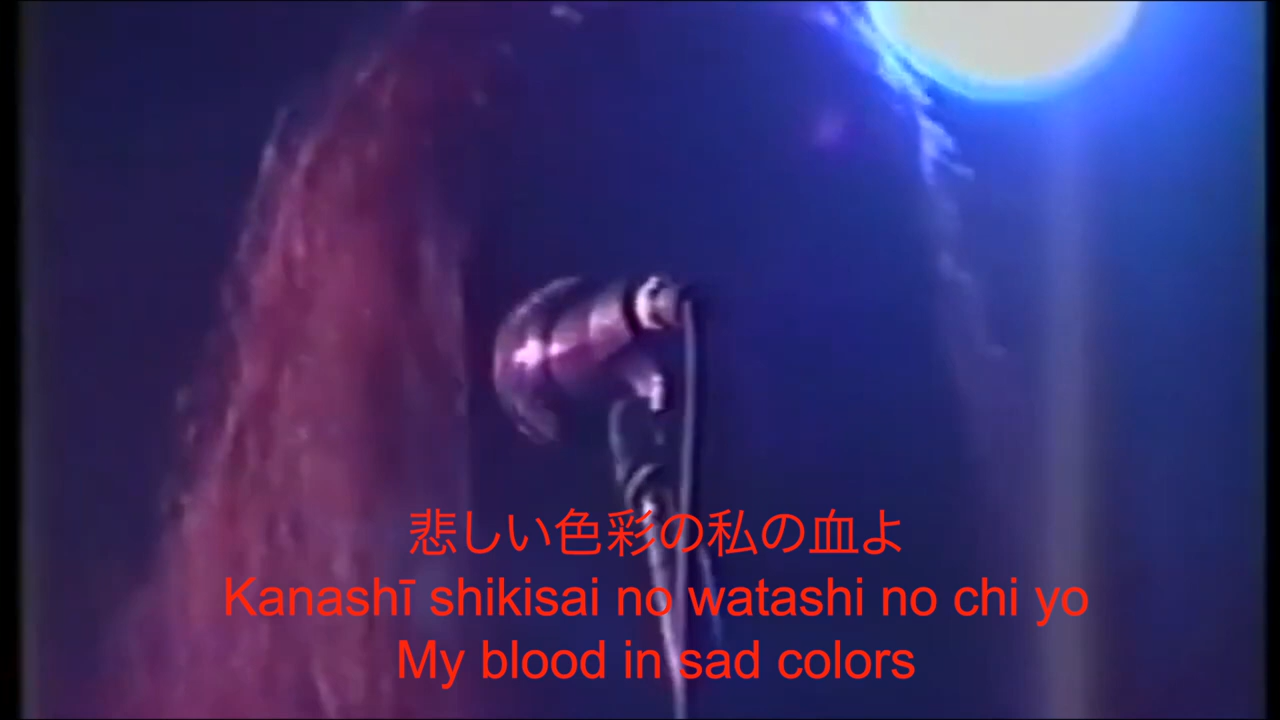 悲しい色彩の私の血よ
Kanashī shikisai no watashi no chi yo
My blood in sad colors